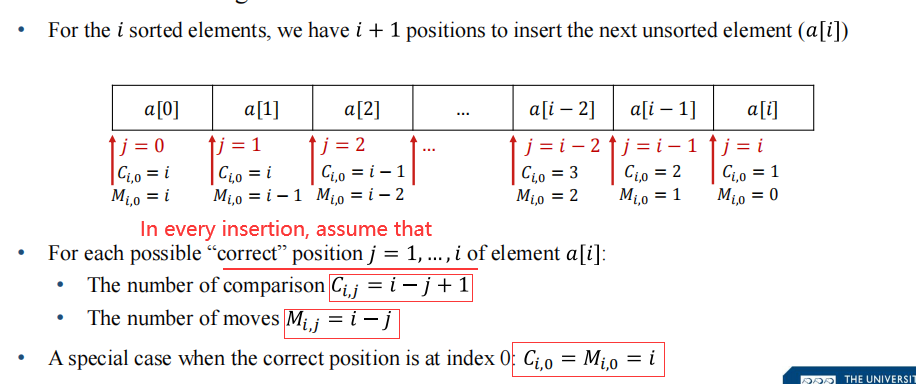 • For the i sorted elements, we have i + 1 positions to insert the next unsorted element (a[i])
a[0] a[1] a[2] ... a[i − 2] a[i − 1] a[i]
j = 0 j = 1 j = 2 ... j = i − 2 j = i − 1 j = i
C_{i,0} = i C_{i,0} = i C_{i,0} = i − 1 C_{i,0} = 3 C_{i,0} = 2 C_{i,0} = 1
M_{i,0} = i M_{i,0} = i − 1 M_{i,0} = i − 2 M_{i,0} = 2 M_{i,0} = 1 M_{i,0} = 0
In every insertion, assume that
• For each possible “correct” position j = 1, … , i of element a[i]:
• The number of comparison C_{i,j} = i − j + 1
• The number of moves M_{i,j} = i − j
• A special case when the correct position is at index 0: C_{i,0} = M_{i,0} = i
THE UNIVERSIT